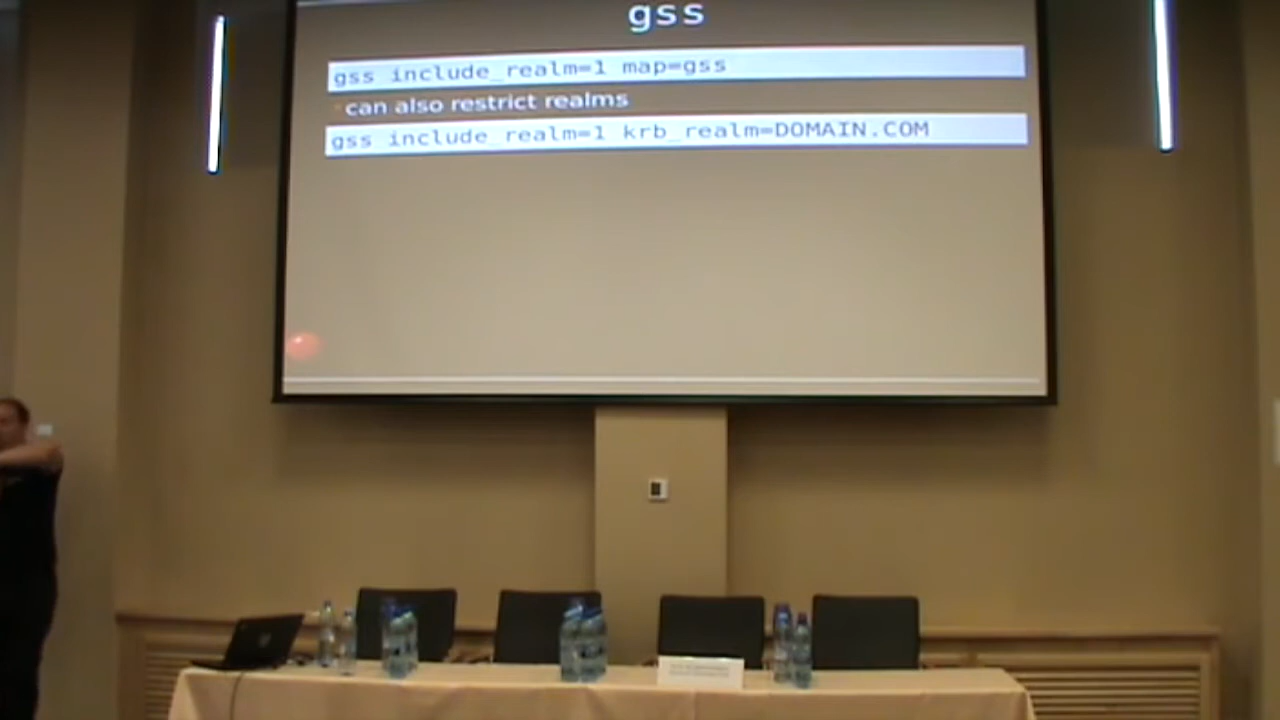 gss
gss include_realm=1 map=gss
can also restrict realms
gss include_realm=1 krb_realm=DOMAIN.COM